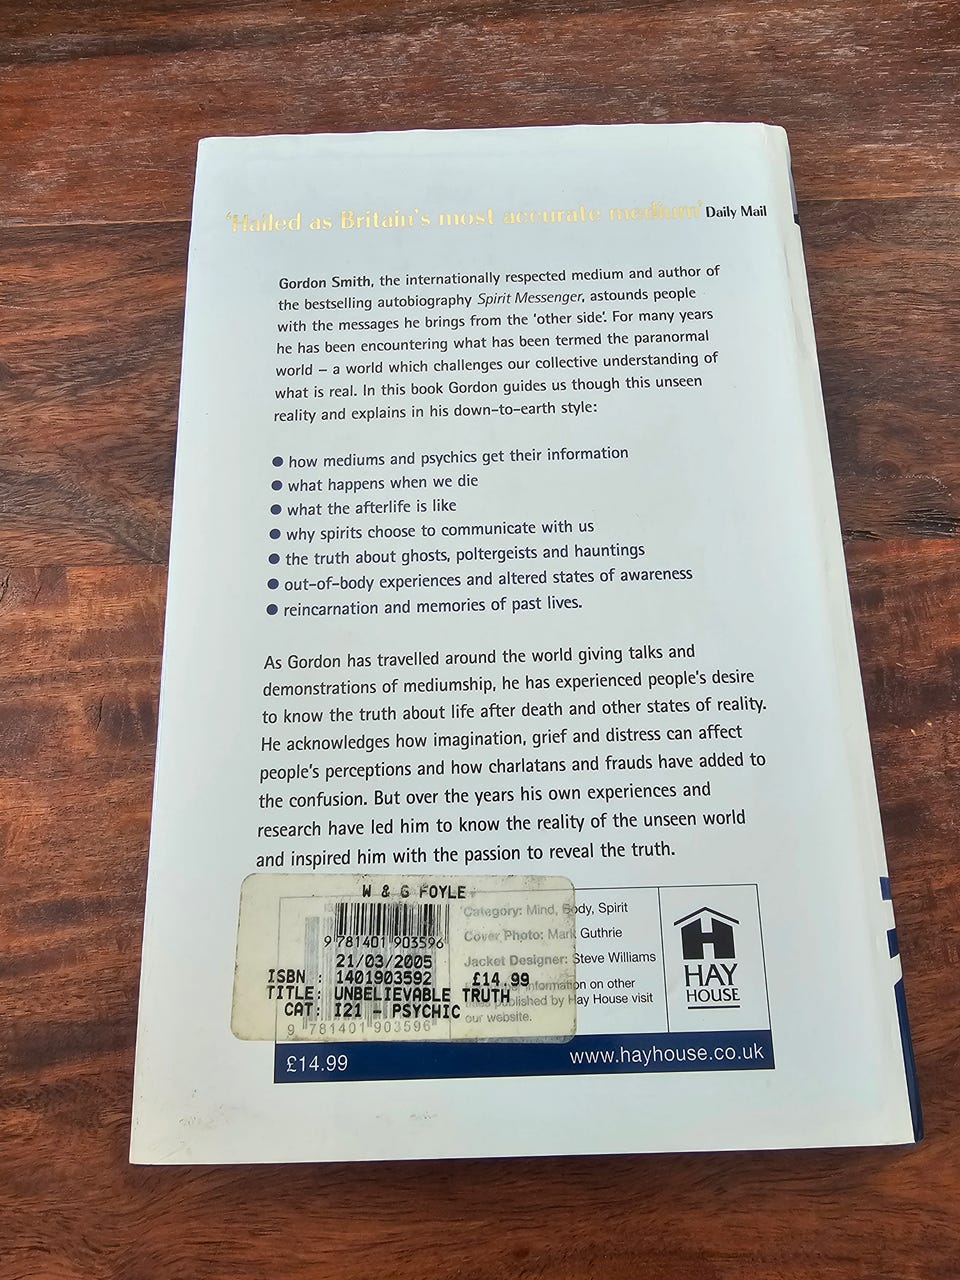 ‘Hailed as Britain’s most accurate medium’ Daily Mail
Gordon Smith, the internationally respected medium and author of
the bestselling autobiography Spirit Messenger, astounds people
with the messages he brings from the ‘other side’. For many years
he has been encountering what has been termed the paranormal
world – a world which challenges our collective understanding of
what is real. In this book Gordon guides us though this unseen
reality and explains in his down-to-earth style:
● how mediums and psychics get their information
● what happens when we die
● what the afterlife is like
● why spirits choose to communicate with us
● the truth about ghosts, poltergeists and hauntings
● out-of-body experiences and altered states of awareness
● reincarnation and memories of past lives.
As Gordon has travelled around the world giving talks and
demonstrations of mediumship, he has experienced people’s desire
to know the truth about life after death and other states of reality.
He acknowledges how imagination, grief and distress can affect
people’s perceptions and how charlatans and frauds have added to
the confusion. But over the years his own experiences and
research have led him to know the reality of the unseen world
and inspired him with the passion to reveal the truth.
W & G FOYLE
9 781401 903596
21/03/2005
ISBN : 1401903592 £14.99
TITLE: UNBELIEVABLE TRUTH
CAT: I21 - PSYCHIC
9 781401 903596
Category: Mind, Body, Spirit
Cover Photo: Mark Guthrie
Jacket Designer: Steve Williams
information on other
published by Hay House visit
our website.
HAY
HOUSE
£14.99
www.hayhouse.co.uk